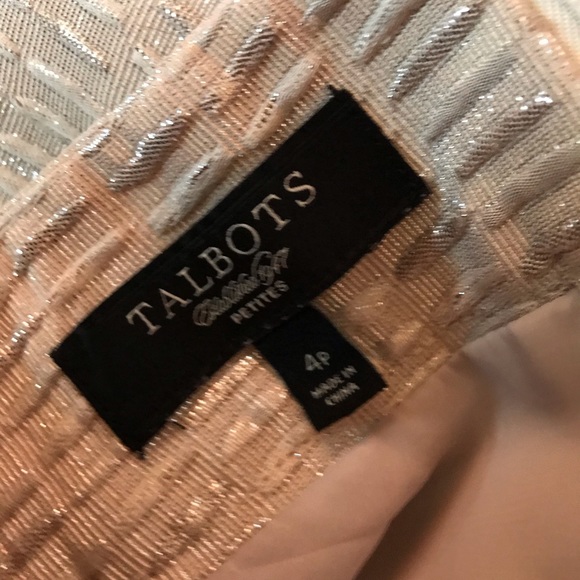 TALBOTS
PETITES
4P
MADE IN
CHINA